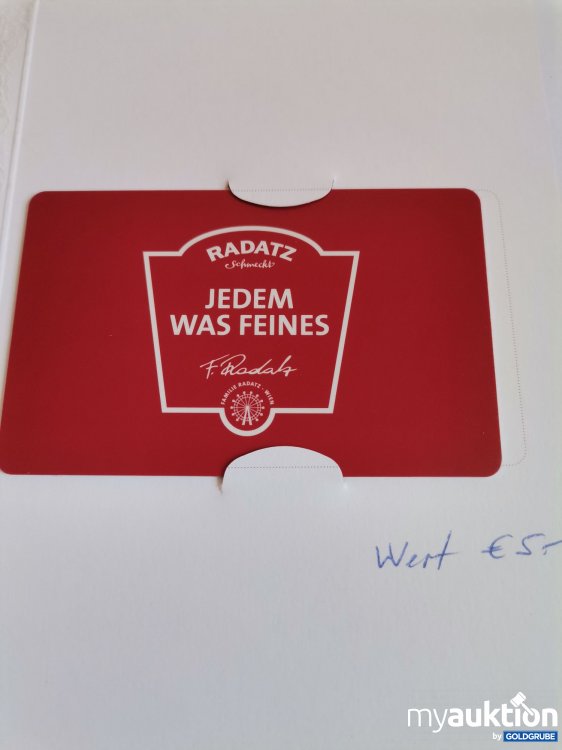 RADATZ
schmeckt
JEDEM
WAS FEINES
F. Radatz
FAMILIE RADATZ · WIEN
Wert €5.-
myauktion
by GOLDGRUBE